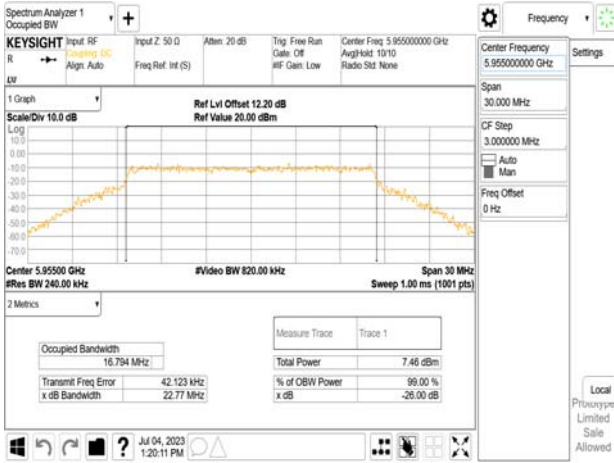 Spectrum Analyzer 1
Occupied BW
Frequency
KEYSIGHT
R
LXI
Input: RF
Coupling: DC
Align: Auto
Input Z: 50 Ω
Freq Ref: Int (S)
Atten: 20 dB
Trig: Free Run
Gate: Off
#IF Gain: Low
Center Freq: 5.955000000 GHz
Avg|Hold: 10/10
Radio Std: None
1 Graph
Scale/Div 10.0 dB
Ref Lvl Offset 12.20 dB
Ref Value 20.00 dBm
Log
10.0
0.00
-10.0
-20.0
-30.0
-40.0
-50.0
-60.0
-70.0
Center 5.95500 GHz
#Res BW 240.00 kHz
#Video BW 820.00 kHz
Span 30 MHz
Sweep 1.00 ms (1001 pts)
2 Metrics
Measure Trace Trace 1
Occupied Bandwidth
16.794 MHz
Total Power 7.46 dBm
Transmit Freq Error 42.123 kHz
% of OBW Power 99.00 %
x dB Bandwidth 22.77 MHz
x dB -26.00 dB
Jul 04, 2023
1:20:11 PM
Center Frequency
5.955000000 GHz
Settings
Span
30.000 MHz
CF Step
3.000000 MHz
Auto
Man
Freq Offset
0 Hz
Local
Prototype
Limited
Sale
Allowed